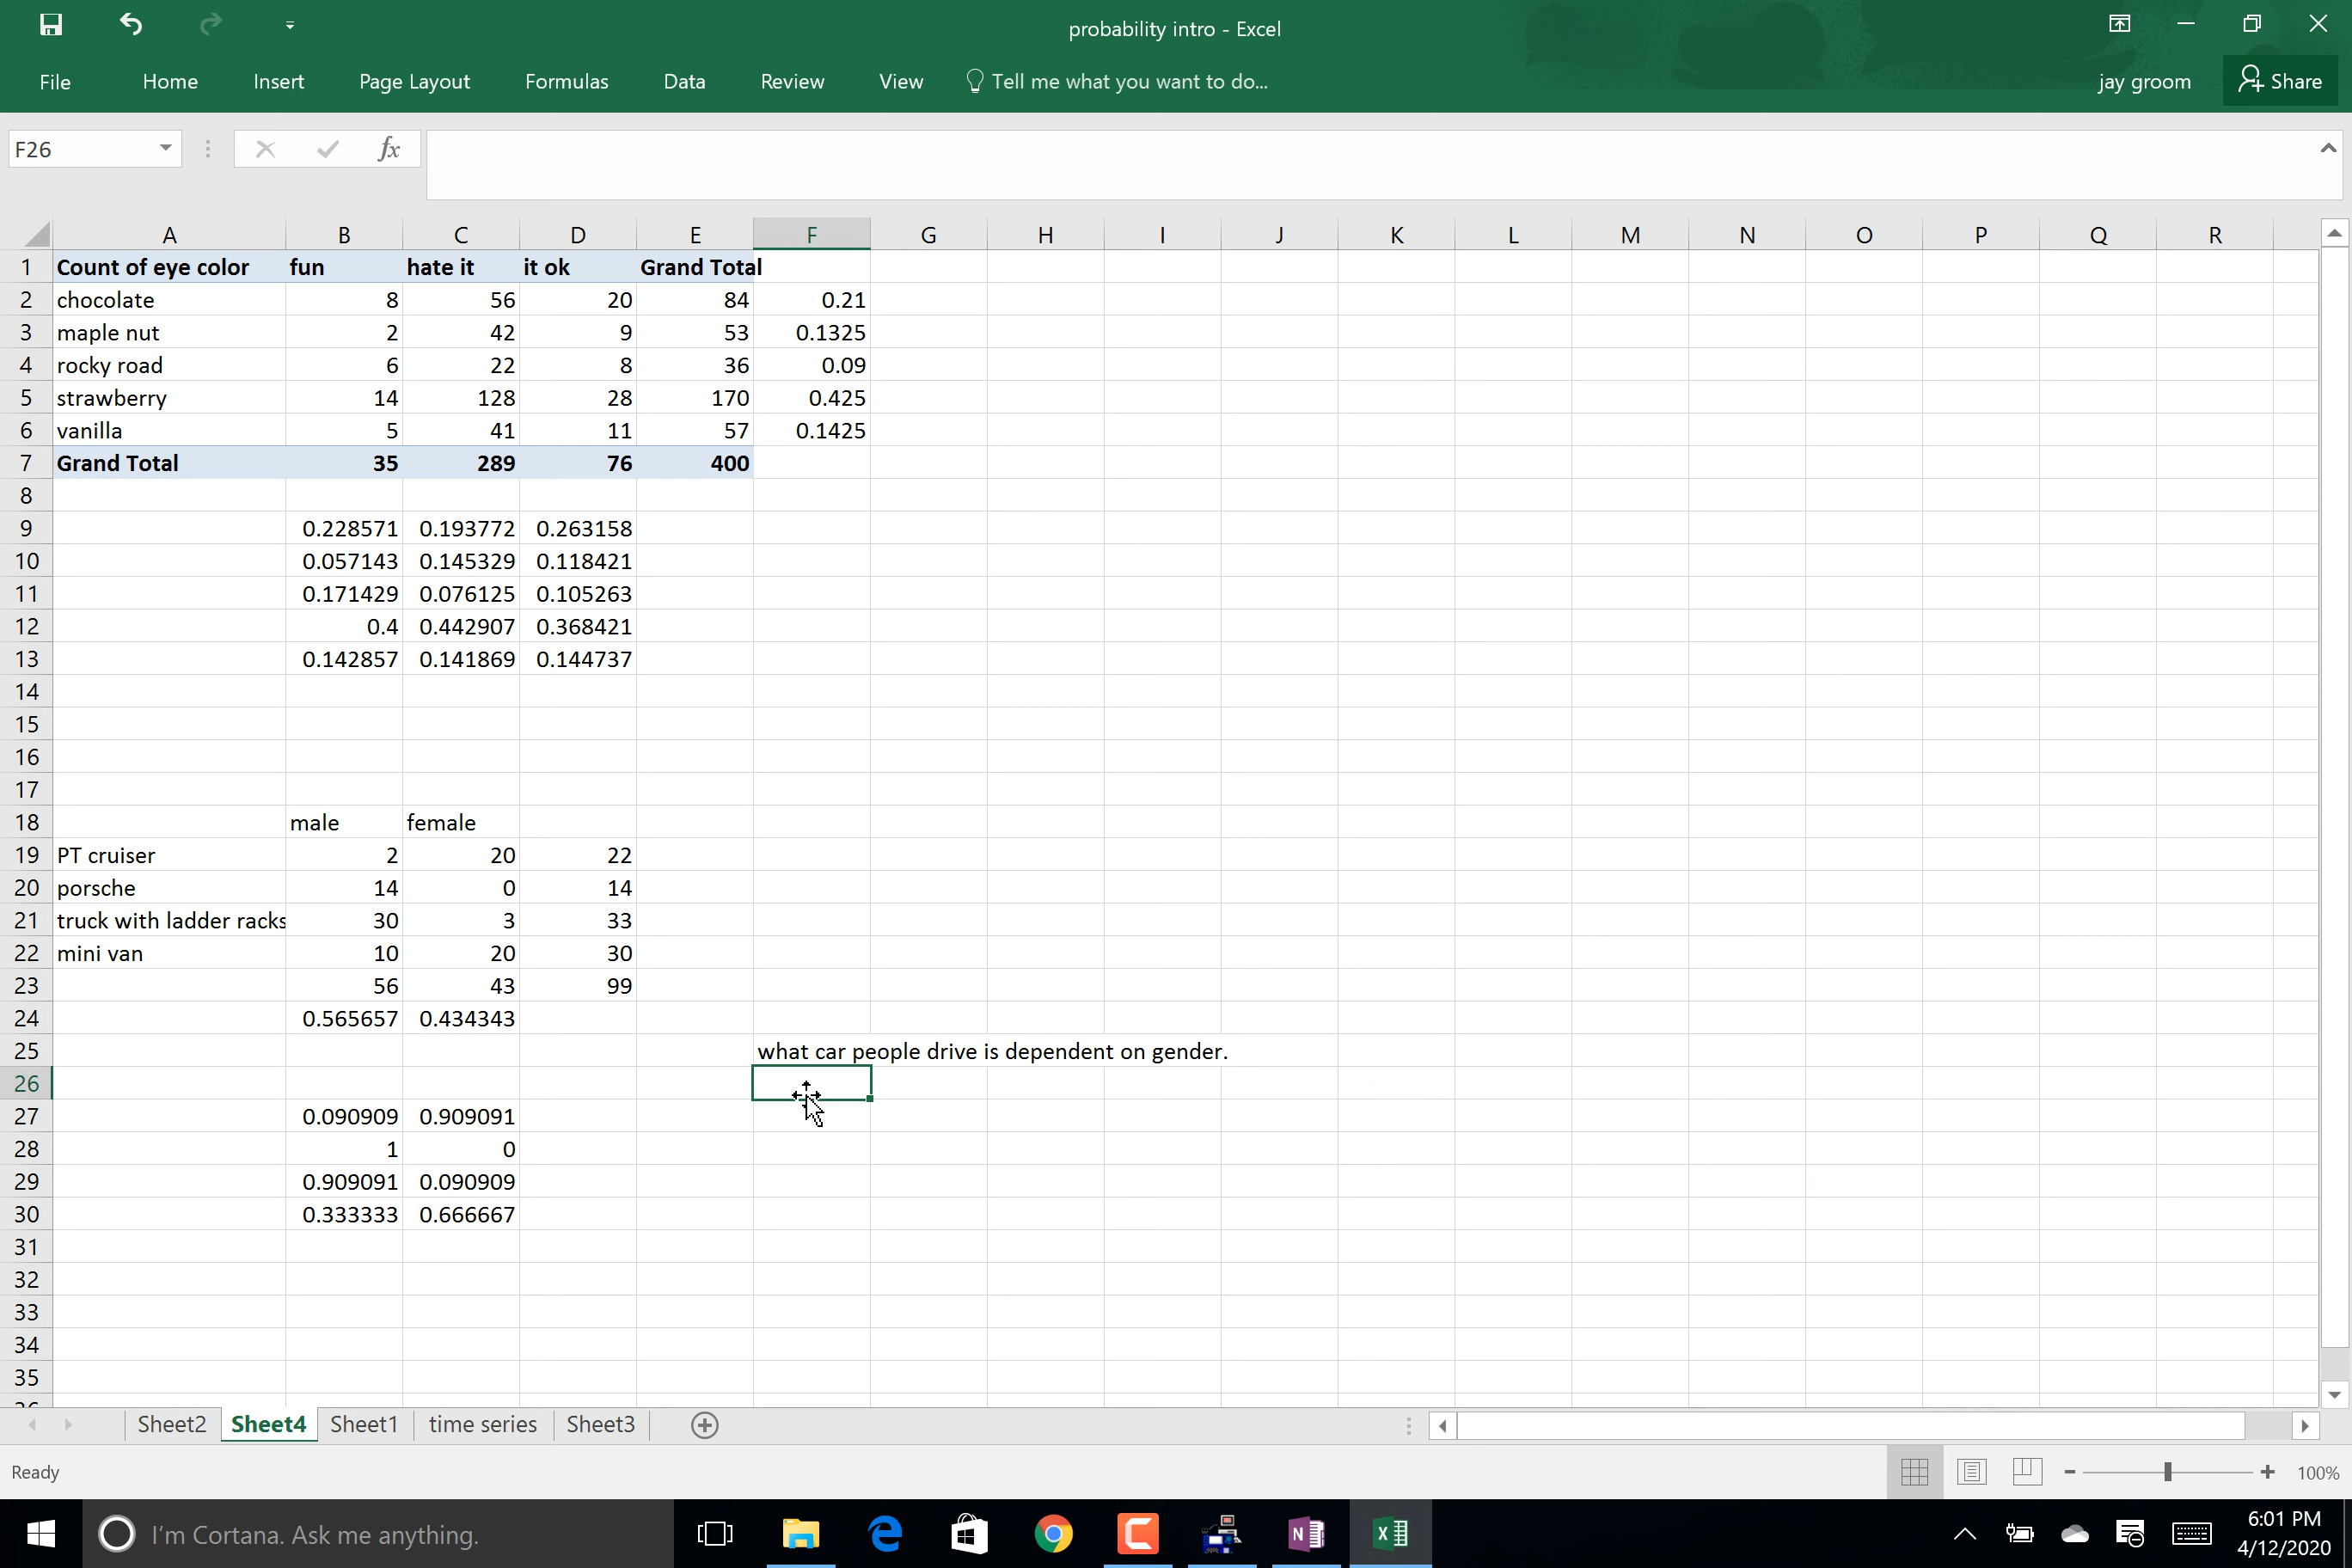 probability intro - Excel
File Home Insert Page Layout Formulas Data Review View Tell me what you want to do... jay groom Share
F26 fx
A B C D E F G H I J K L M N O P Q R
1 Count of eye color fun hate it it ok Grand Total
2 chocolate 8 56 20 84 0.21
3 maple nut 2 42 9 53 0.1325
4 rocky road 6 22 8 36 0.09
5 strawberry 14 128 28 170 0.425
6 vanilla 5 41 11 57 0.1425
7 Grand Total 35 289 76 400
8
9 0.228571 0.193772 0.263158
10 0.057143 0.145329 0.118421
11 0.171429 0.076125 0.105263
12 0.4 0.442907 0.368421
13 0.142857 0.141869 0.144737
14
15
16
17
18 male female
19 PT cruiser 2 20 22
20 porsche 14 0 14
21 truck with ladder racks 30 3 33
22 mini van 10 20 30
23 56 43 99
24 0.565657 0.434343
25 what car people drive is dependent on gender.
26
27 0.090909 0.909091
28 1 0
29 0.909091 0.090909
30 0.333333 0.666667
31
32
33
34
35
Sheet2 Sheet4 Sheet1 time series Sheet3
Ready 100%
I'm Cortana. Ask me anything. 6:01 PM
4/12/2020